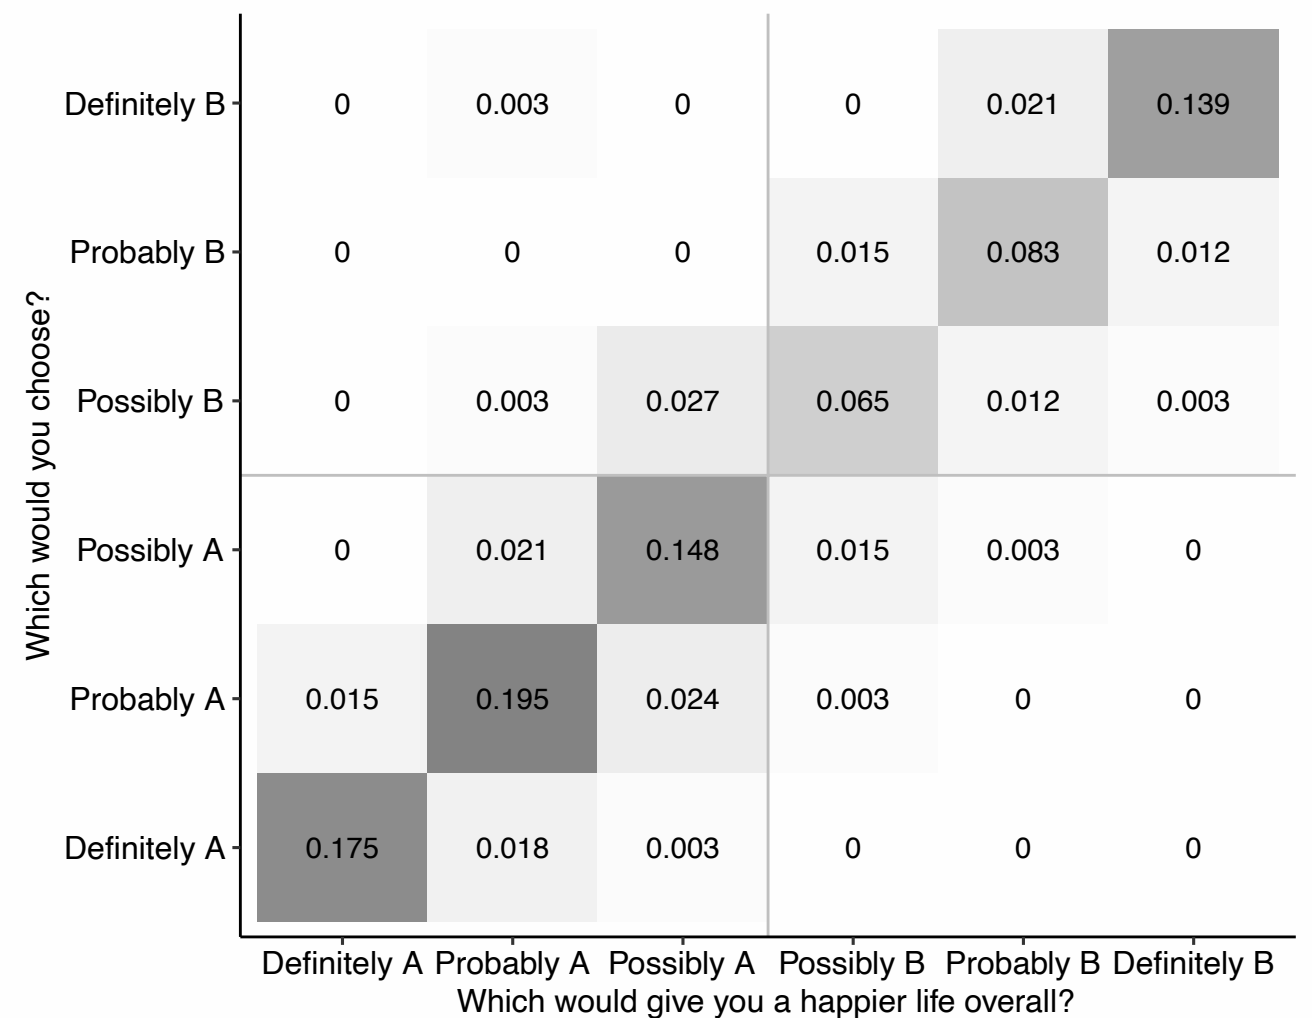 Which would you choose?
Definitely B 0 0.003 0 0 0.021 0.139
Probably B 0 0 0 0.015 0.083 0.012
Possibly B 0 0.003 0.027 0.065 0.012 0.003
Possibly A 0 0.021 0.148 0.015 0.003 0
Probably A 0.015 0.195 0.024 0.003 0 0
Definitely A 0.175 0.018 0.003 0 0 0
Definitely A Probably A Possibly A Possibly B Probably B Definitely B
Which would give you a happier life overall?